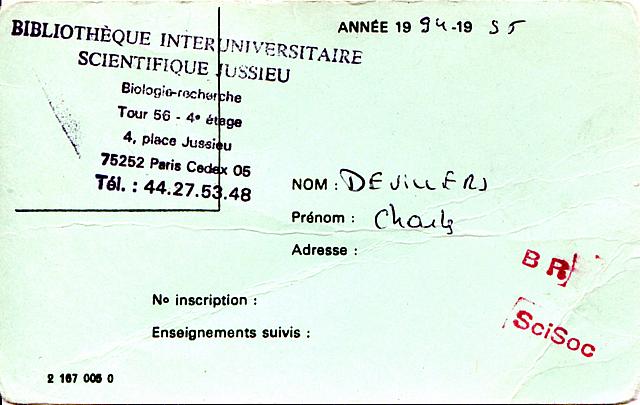 BIBLIOTHÈQUE INTERUNIVERSITAIRE
SCIENTIFIQUE JUSSIEU
Biologie-recherche
Tour 56 - 4e étage
4, place Jussieu
75252 Paris Cedex 05
Tél. : 44.27.53.48
ANNÉE 19 94-19 95
NOM : DEVILLERS
Prénom : Charles
Adresse :
BR
SciSoc
No inscription :
Enseignements suivis :
2 167 005 0